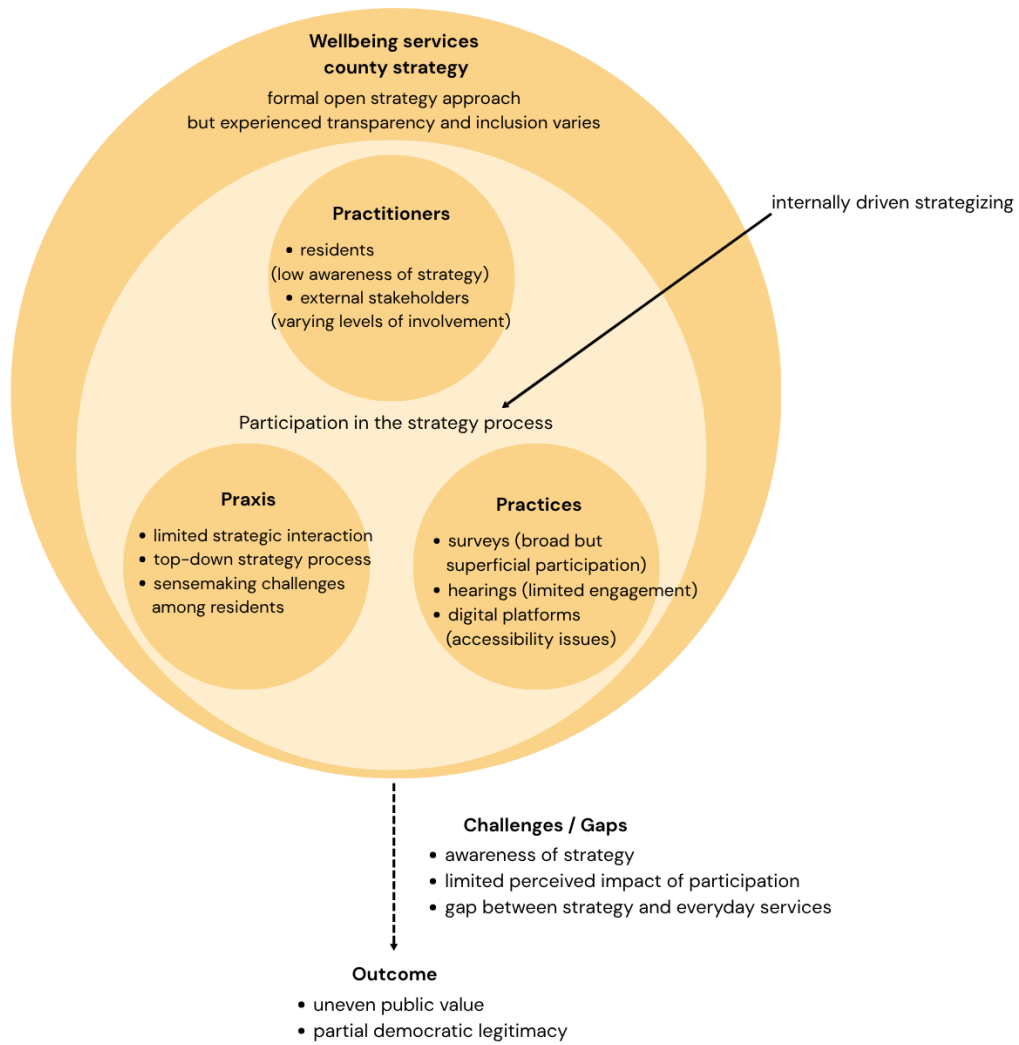 Wellbeing services
county strategy
formal open strategy approach
but experienced transparency and inclusion varies
internally driven strategizing
Practitioners
• residents
(low awareness of strategy)
• external stakeholders
(varying levels of involvement)
Participation in the strategy process
Praxis
• limited strategic interaction
• top-down strategy process
• sensemaking challenges
among residents
Practices
• surveys (broad but
superficial participation)
• hearings (limited engagement)
• digital platforms
(accessibility issues)
Challenges / Gaps
• awareness of strategy
• limited perceived impact of participation
• gap between strategy and everyday services
Outcome
• uneven public value
• partial democratic legitimacy